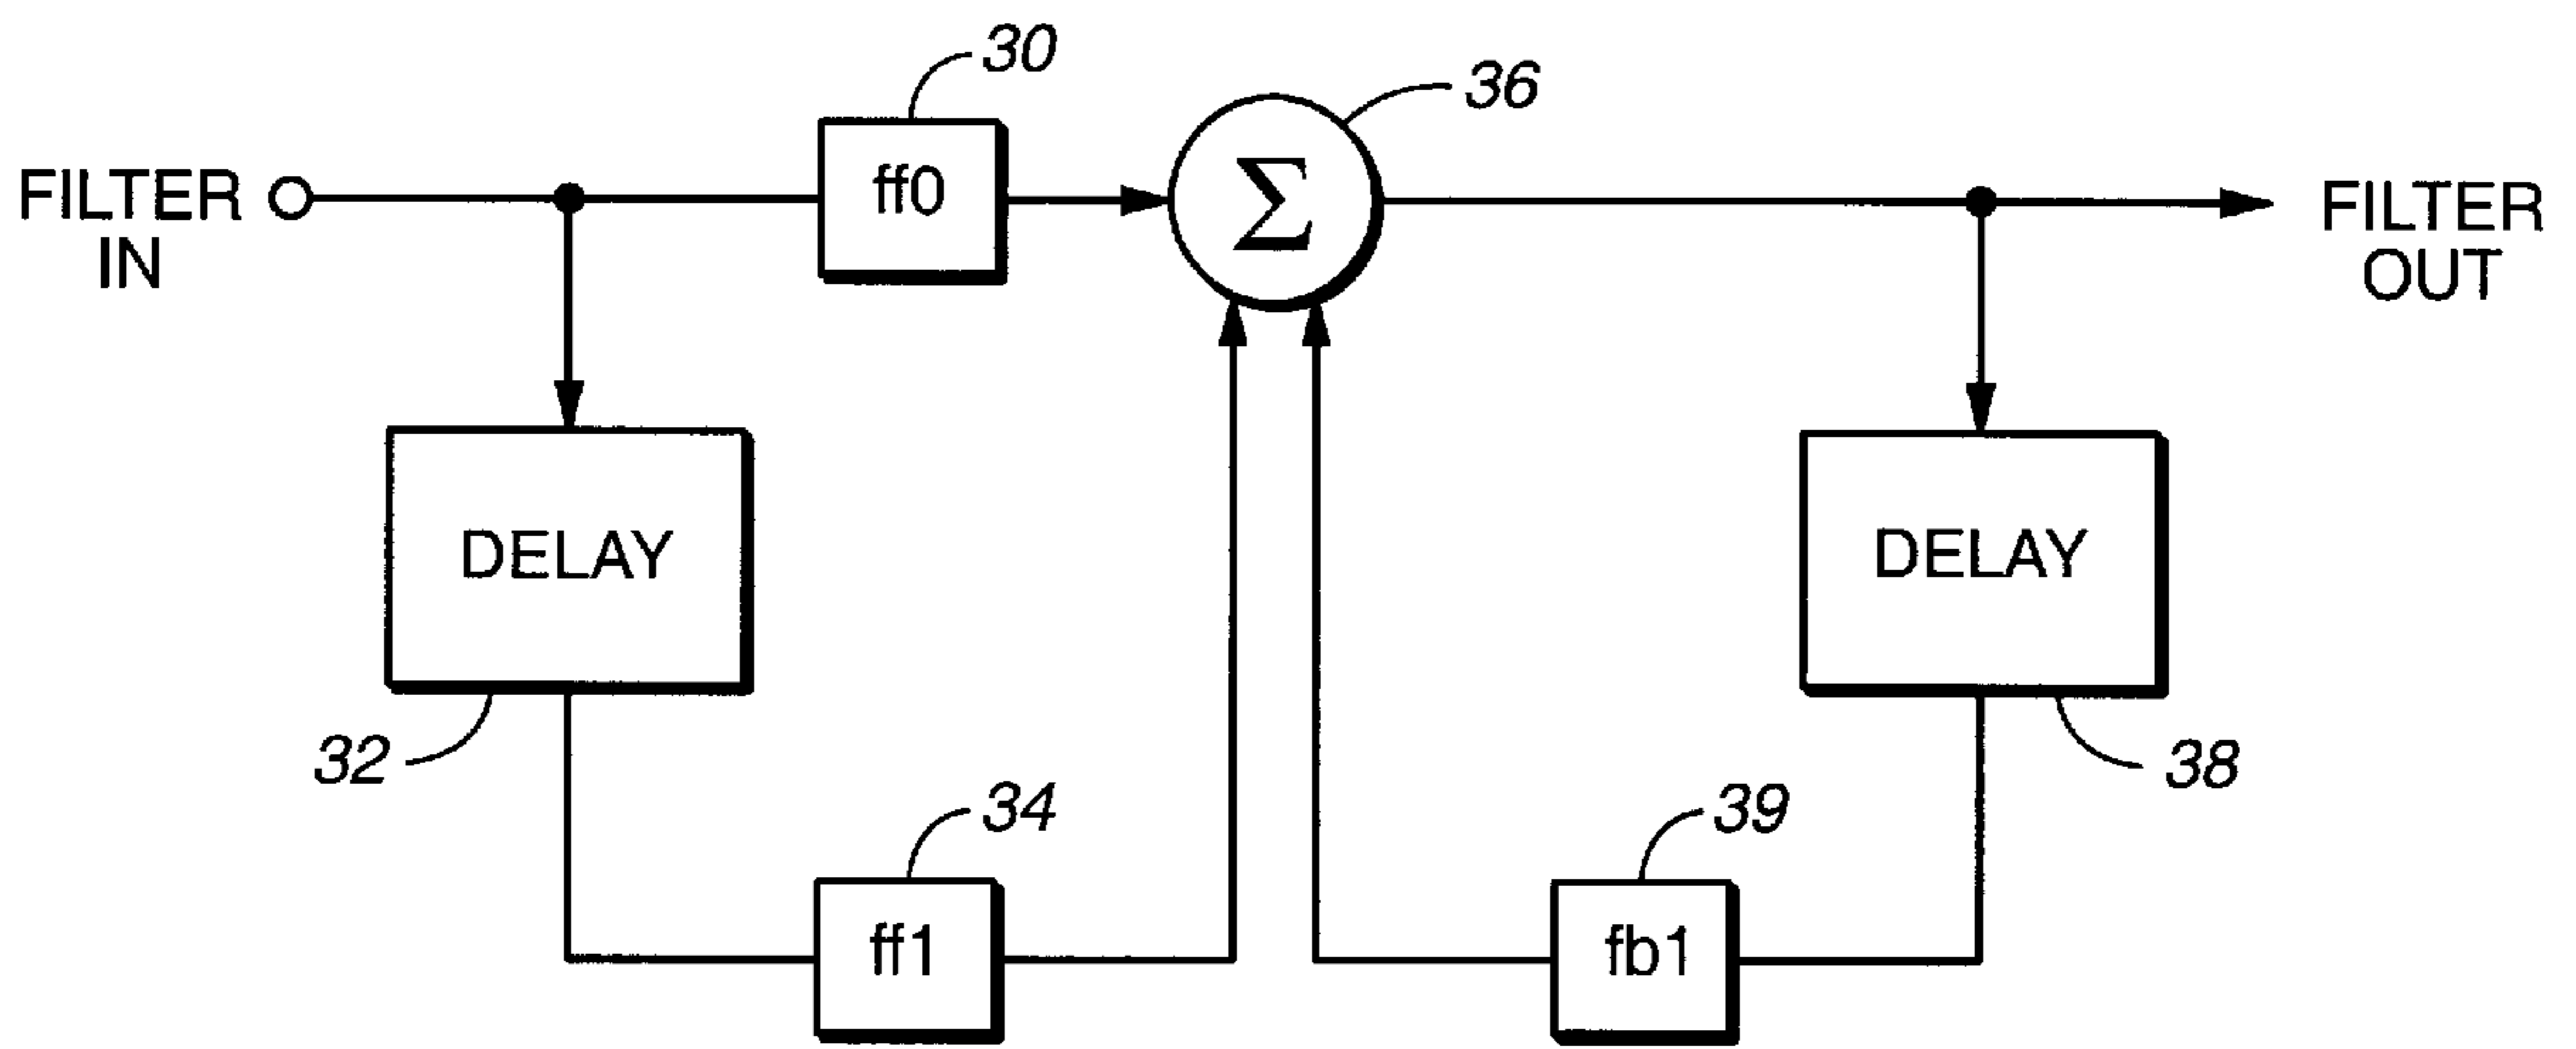 30
36
FILTER
IN
ff0
Σ
FILTER
OUT
DELAY
DELAY
32
38
34
39
ff1
fb1